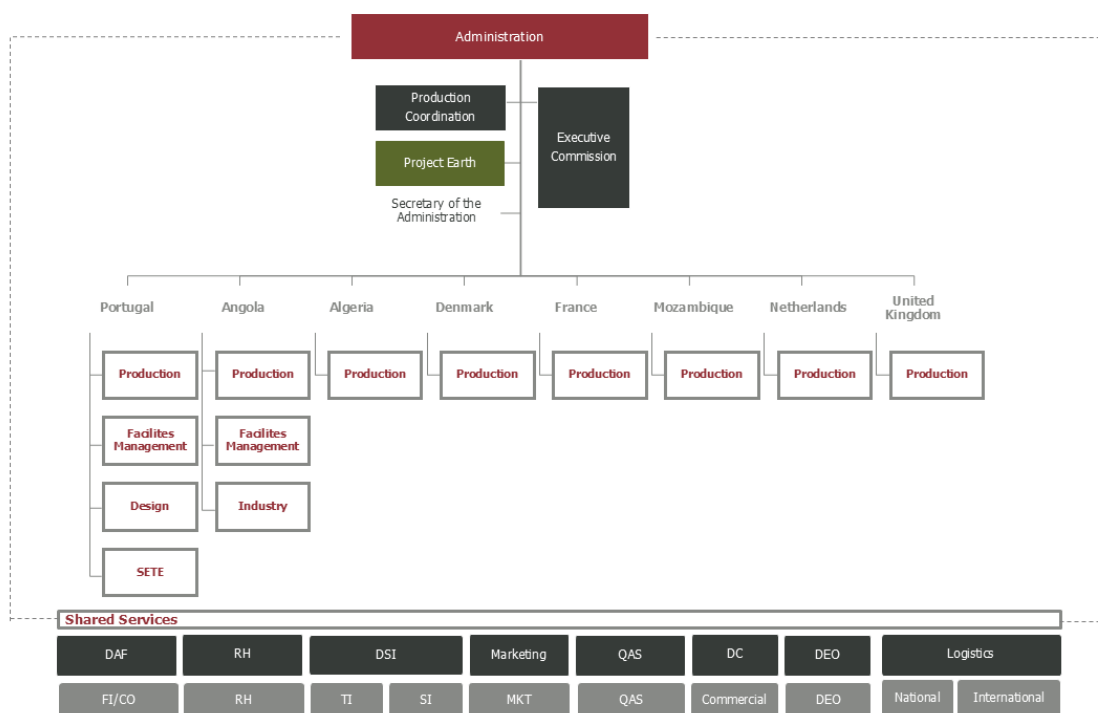 Administration
Production
Coordination
Executive
Commission
Project Earth
Secretary of the
Administration
Portugal
Angola
Algeria
Denmark
France
Mozambique
Netherlands
United
Kingdom
Production
Production
Production
Production
Production
Production
Production
Production
Facilites
Management
Facilites
Management
Design
Industry
SETE
Shared Services
DAF
RH
DSI
Marketing
QAS
DC
DEO
Logistics
FI/CO
RH
TI
SI
MKT
QAS
Commercial
DEO
National
International